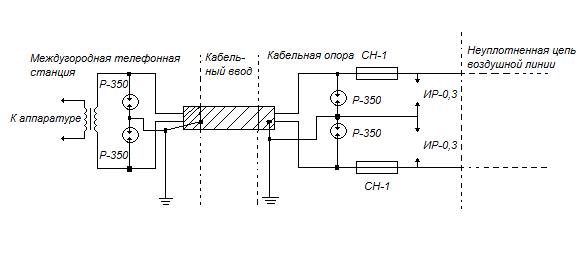 Междугородная телефонная
станция
Кабель-
ный ввод
Кабельная опора
СН-1
Неуплотненная цепь
воздушной линии
Р-350
Р-350
ИР-0,3
К аппаратуре
Р-350
Р-350
ИР-0,3
СН-1